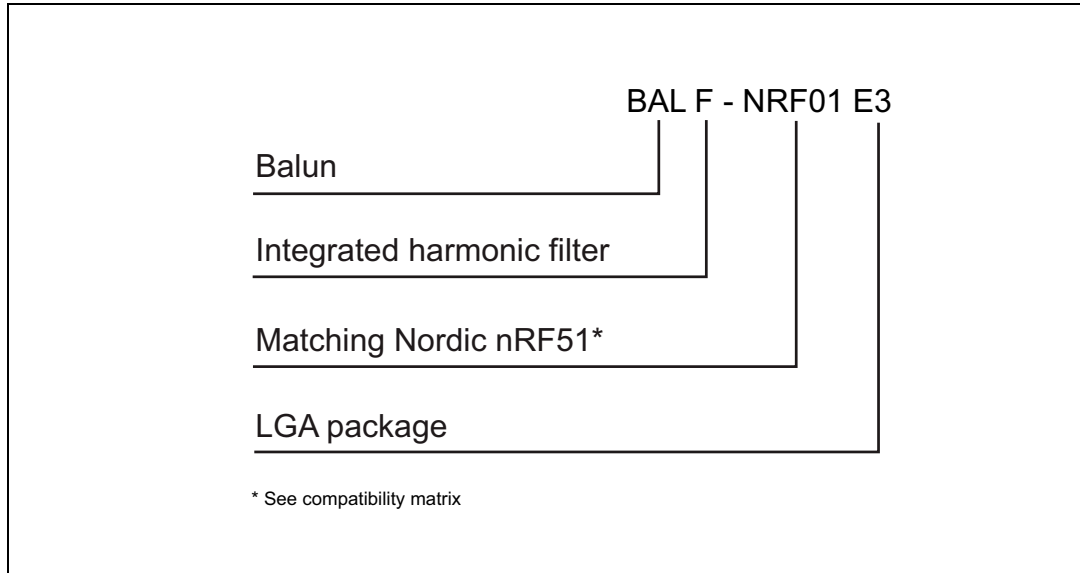 BAL F - NRF01 E3
Balun
Integrated harmonic filter
Matching Nordic nRF51*
LGA package
* See compatibility matrix